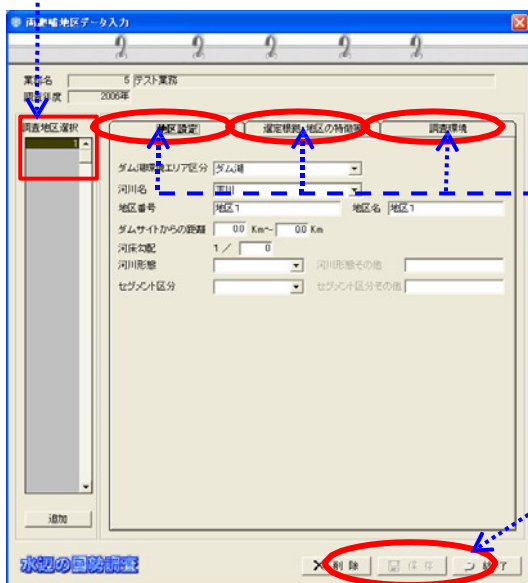 両爬哺地区データ入力
業務名 5 テスト業務
調査年度 2006年
調査地区選択
1
地区設定 選定根拠・地区の特徴等 調査環境
ダム湖環境エリア区分 ダム湖
河川名
地区番号 地区1 地区名 地区1
ダムサイトからの距離 0.0 Km～ 0.0 Km
河床勾配 1／ 0
河川形態 河川形態その他
セグメント区分 セグメント区分その他
追加
水辺の国勢調査 削除 保存 終了